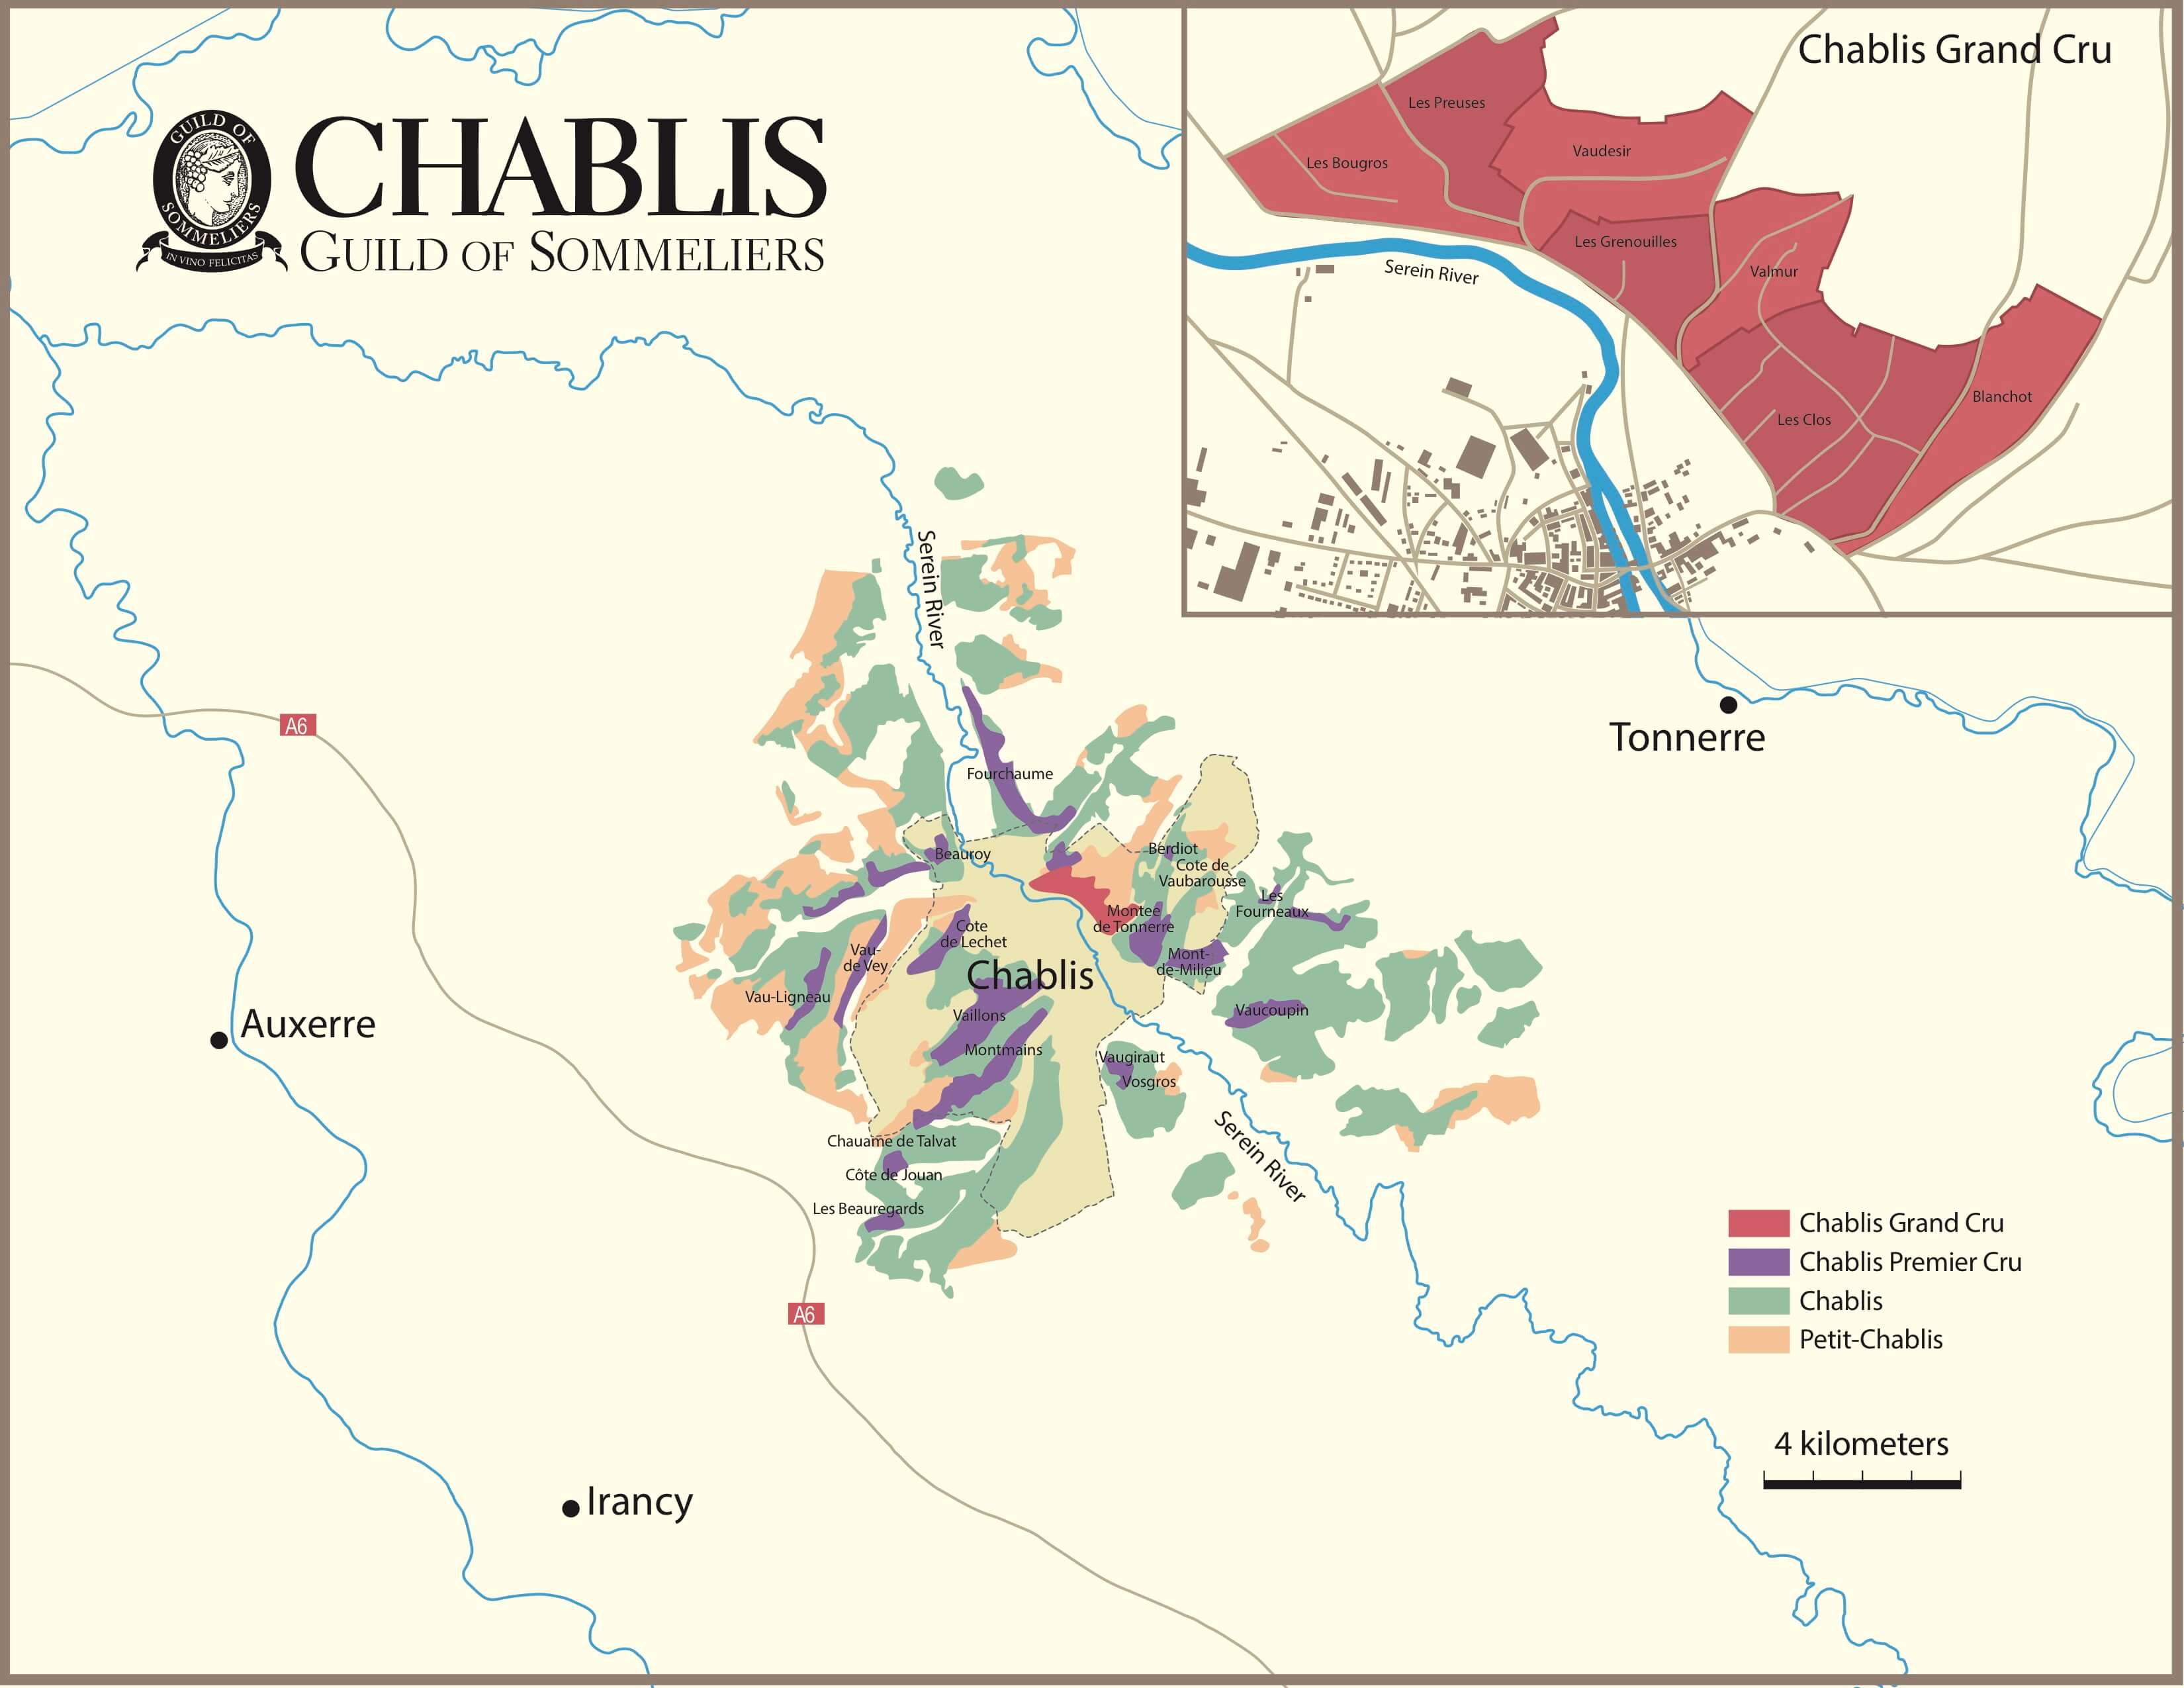 GUILD OF
SOMMELIERS
IN VINO FELICITAS
CHABLIS
GUILD OF SOMMELIERS
Chablis Grand Cru
Les Preuses
Vaudesir
Les Bougros
Les Grenouilles
Valmur
Serein River
Blanchot
Les Clos
Serein River
A6
Tonnerre
Fourchaume
Beauroy
Berdiot
Cote de
Vaubarousse
Les
Fourneaux
Montee
de Tonnerre
Cote
de Lechet
Vau-
de Vey
Mont-
de-Milieu
Chablis
Vau-Ligneau
Vaillons
Vaucoupin
Auxerre
Montmains
Vaugiraut
Vosgros
Chauame de Talvat
Côte de Jouan
Les Beauregards
Serein River
A6
Chablis Grand Cru
Chablis Premier Cru
Chablis
Petit-Chablis
4 kilometers
Irancy